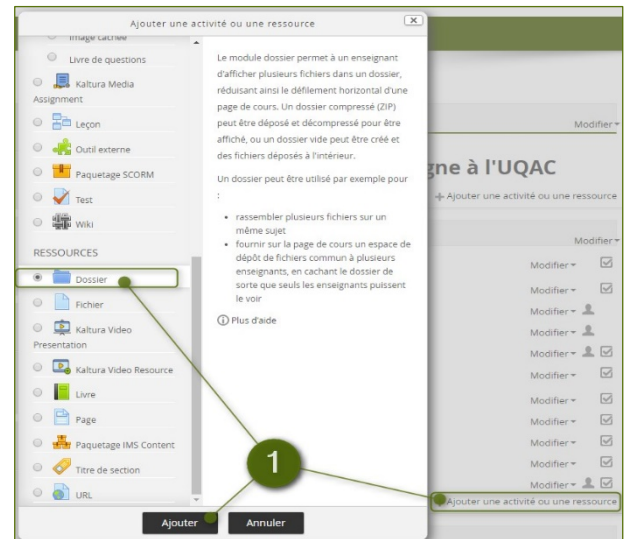 Ajouter une activité ou une ressource
x
Image cachée
Livre de questions
Kaltura Media
Assignment
Leçon
Outil externe
Paquetage SCORM
Test
Wiki
RESSOURCES
Dossier
Fichier
Kaltura Video
Presentation
Kaltura Video Resource
Livre
Page
Paquetage IMS Content
Titre de section
URL
Le module dossier permet à un enseignant
d'afficher plusieurs fichiers dans un dossier,
réduisant ainsi le défilement horizontal d'une
page de cours. Un dossier compressé (ZIP)
peut être déposé et décompressé pour être
affiché, ou un dossier vide peut être créé et
des fichiers déposés à l'intérieur.
Un dossier peut être utilisé par exemple pour
:
• rassembler plusieurs fichiers sur un
même sujet
• fournir sur la page de cours un espace de
dépôt de fichiers commun à plusieurs
enseignants, en cachant le dossier de
sorte que seuls les enseignants puissent
le voir
Plus d'aide
1
Ajouter
Annuler
Modifier
gne à l'UQAC
Ajouter une activité ou une ressource
Modifier
Modifier
Modifier
Modifier
Modifier
Modifier
Modifier
Modifier
Modifier
Modifier
Modifier
Modifier
Ajouter une activité ou une ressource